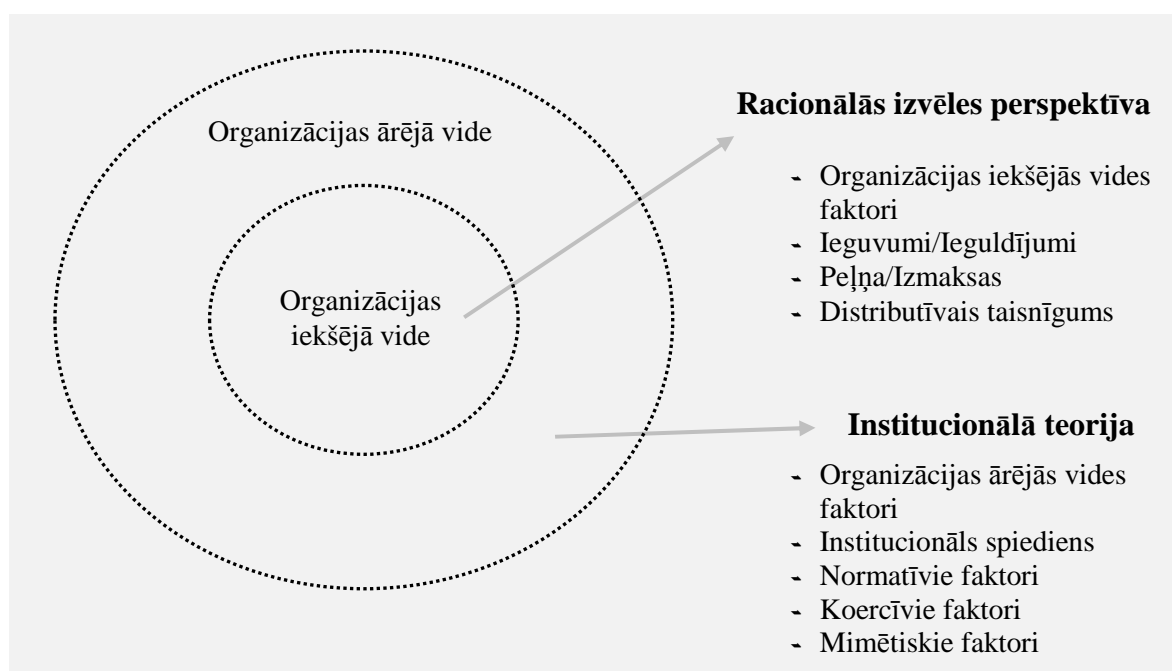 Organizācijas ārējā vide
Organizācijas
iekšējā vide
Racionālās izvēles perspektīva
- Organizācijas iekšējās vides
faktori
- Ieguvumi/Ieguldījumi
- Peļņa/Izmaksas
- Distributīvais taisnīgums
Institucionālā teorija
- Organizācijas ārējās vides
faktori
- Institucionāls spiediens
- Normatīvie faktori
- Koercīvie faktori
- Mimētiskie faktori